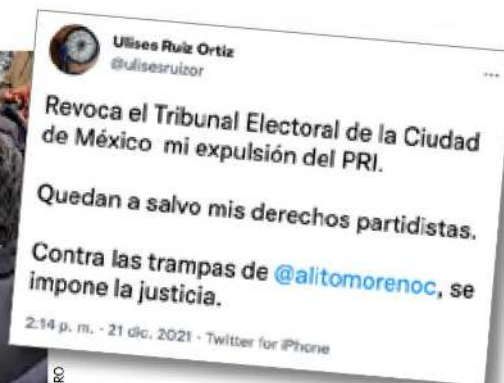 Ulises Ruiz Ortiz
@ulisesruizor
...
Revoca el Tribunal Electoral de la Ciudad
de México mi expulsión del PRI.
Quedan a salvo mis derechos partidistas.
Contra las trampas de @alitomorenoc, se
impone la justicia.
2:14 p. m. · 21 dic. 2021 · Twitter for iPhone
RO